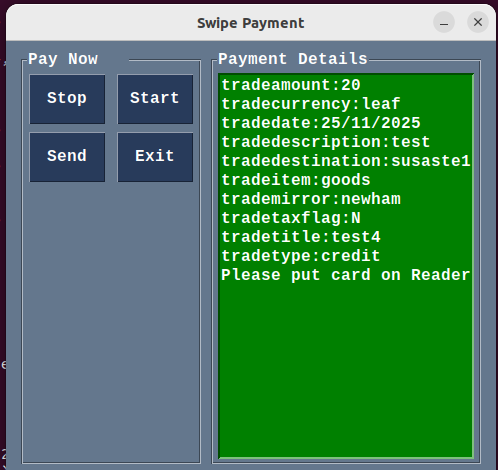 Swipe Payment
Pay Now
Stop
Start
Send
Exit
Payment Details
tradeamount:20
tradecurrency:leaf
tradedate:25/11/2025
tradedescription:test
tradedestination:susaste1
tradeitem:goods
trademirror:newham
tradetaxflag:N
tradetitle:test4
tradetype:credit
Please put card on Reader